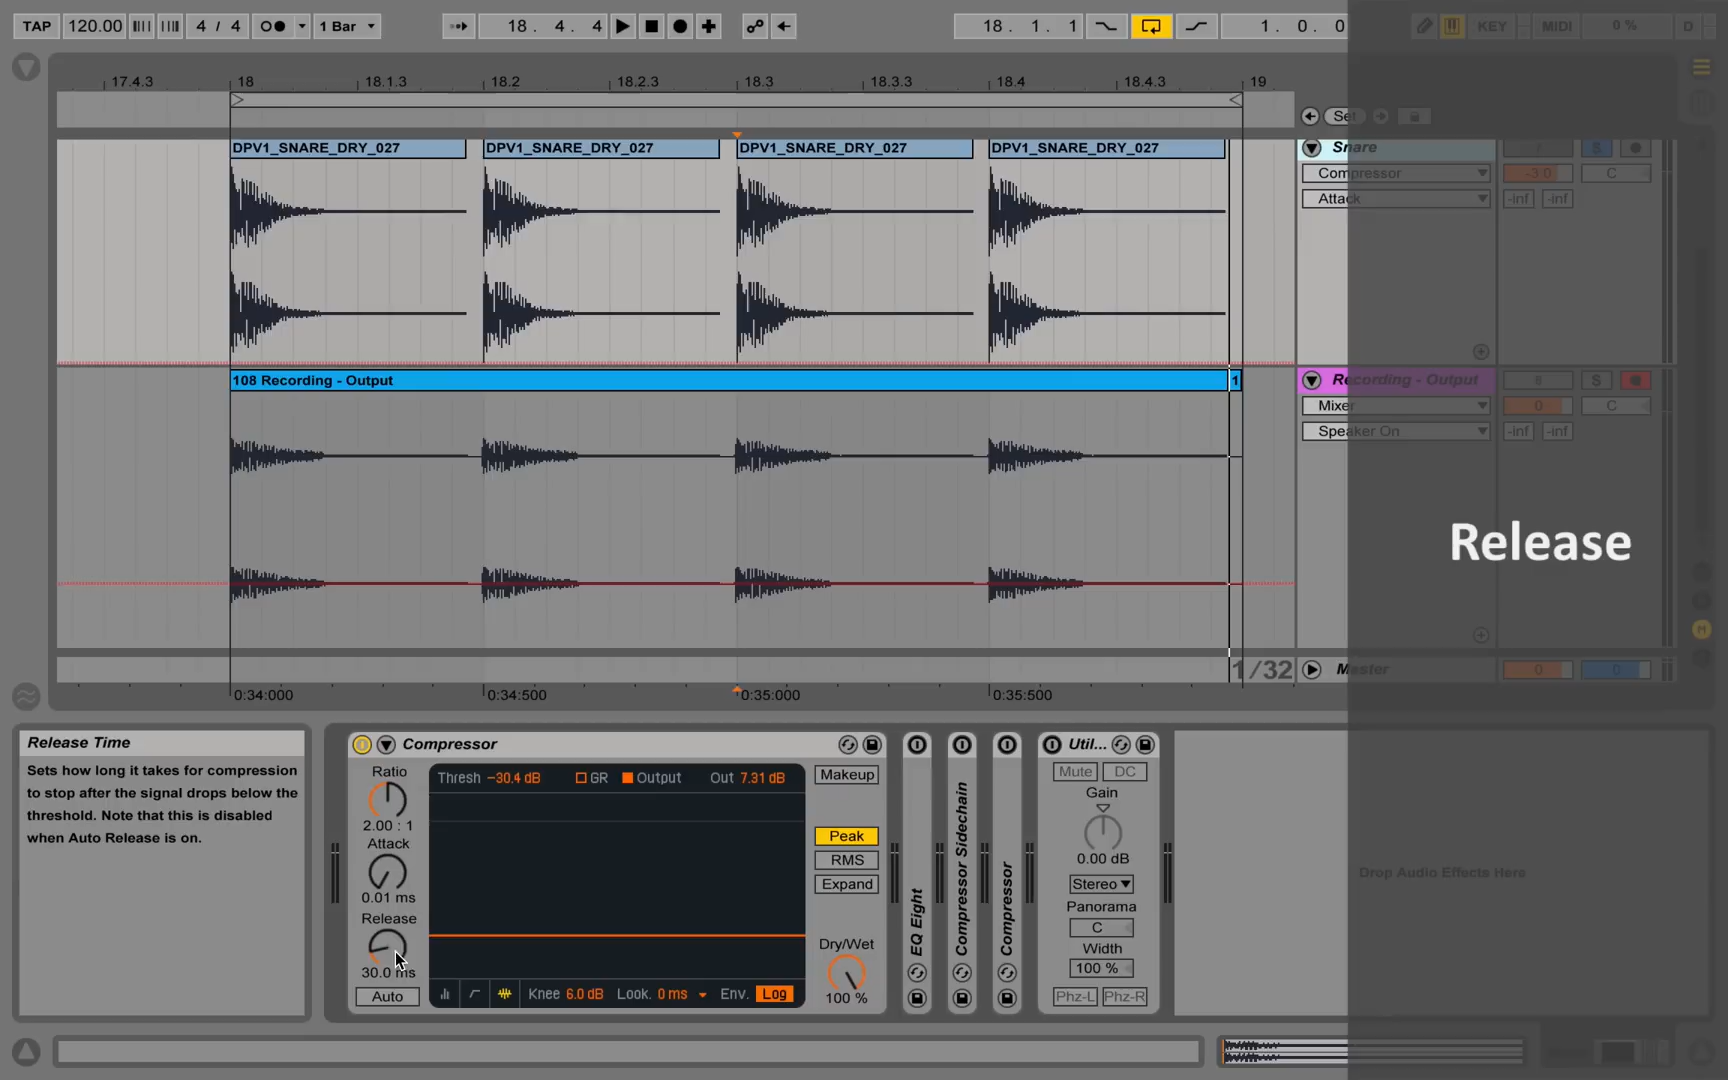 TAP 120.00 4 / 4 1 Bar 18. 4. 4 18. 1. 1 1. 0. 0 KEY MIDI 0 % D
17.4.3 18 18.1.3 18.2 18.2.3 18.3 18.3.3 18.4 18.4.3 19
Set
DPV1_SNARE_DRY_027 DPV1_SNARE_DRY_027 DPV1_SNARE_DRY_027 DPV1_SNARE_DRY_027
Snare S
Compressor -3.0 C
Attack -inf -inf
108 Recording - Output 1
Recording - Output 8 S
Mixer 0 C
Speaker On -inf -inf
Release
1/32 Master 0 0
0:34:000 0:34:500 0:35:000 0:35:500
Release Time
Sets how long it takes for compression
to stop after the signal drops below the
threshold. Note that this is disabled
when Auto Release is on.
Compressor
Ratio
2.00 : 1
Attack
0.01 ms
Release
30.0 ms
Auto
Thresh -30.4 dB GR Output Out 7.31 dB
Knee 6.0 dB Look. 0 ms Env. Log
Makeup
Peak
RMS
Expand
Dry/Wet
100 %
EQ Eight
Compressor Sidechain
Compressor
Util...
Mute DC
Gain
0.00 dB
Stereo
Panorama
C
Width
100 %
Phz-L Phz-R
Drop Audio Effects Here
M